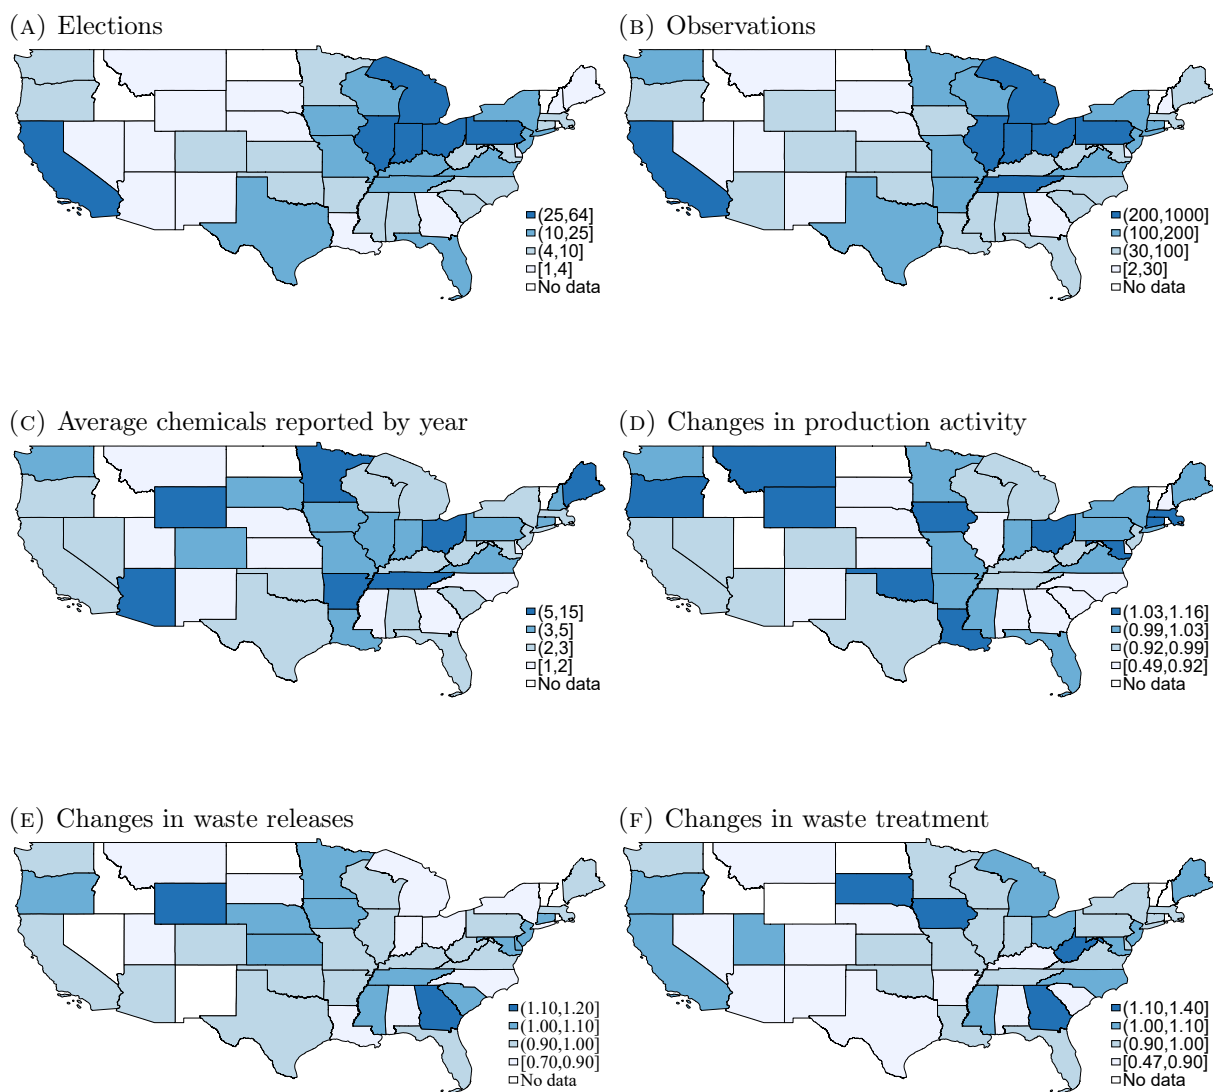 (A) Elections
(25,64]
(10,25]
(4,10]
[1,4]
No data
(B) Observations
(200,1000]
(100,200]
(30,100]
[2,30]
No data
(C) Average chemicals reported by year
(5,15]
(3,5]
(2,3]
[1,2]
No data
(D) Changes in production activity
(1.03,1.16]
(0.99,1.03]
(0.92,0.99]
[0.49,0.92]
No data
(E) Changes in waste releases
(1.10,1.20]
(1.00,1.10]
(0.90,1.00]
[0.70,0.90]
No data
(F) Changes in waste treatment
(1.10,1.40]
(1.00,1.10]
(0.90,1.00]
[0.47,0.90]
No data